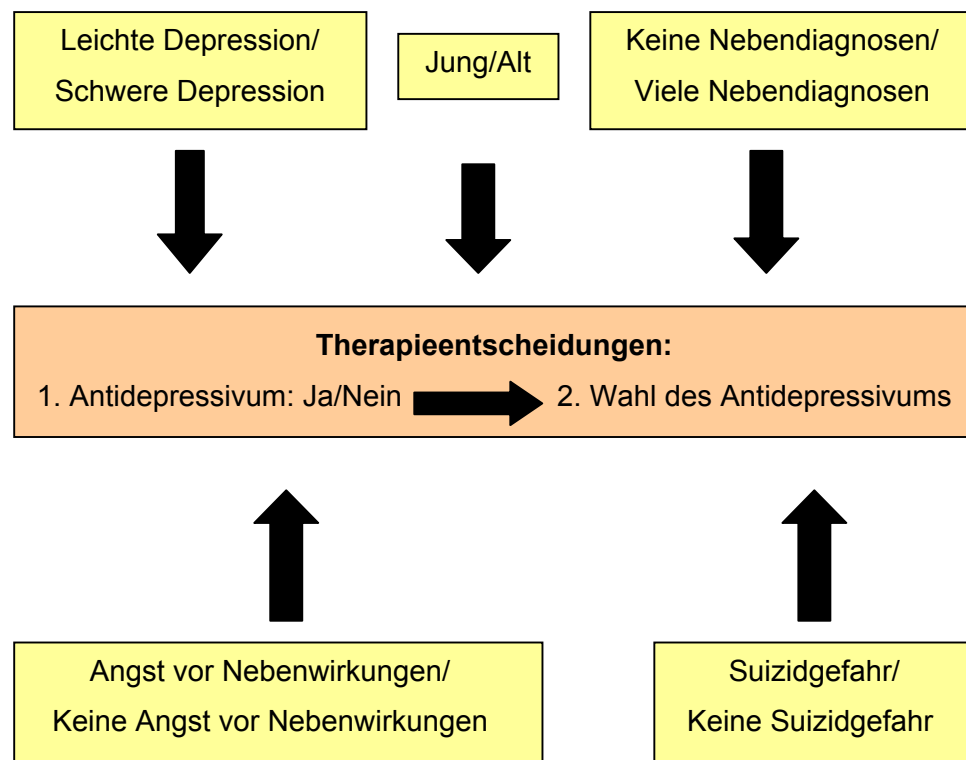 Leichte Depression/
Schwere Depression
Jung/Alt
Keine Nebendiagnosen/
Viele Nebendiagnosen
Therapieentscheidungen:
1. Antidepressivum: Ja/Nein
2. Wahl des Antidepressivums
Angst vor Nebenwirkungen/
Keine Angst vor Nebenwirkungen
Suizidgefahr/
Keine Suizidgefahr